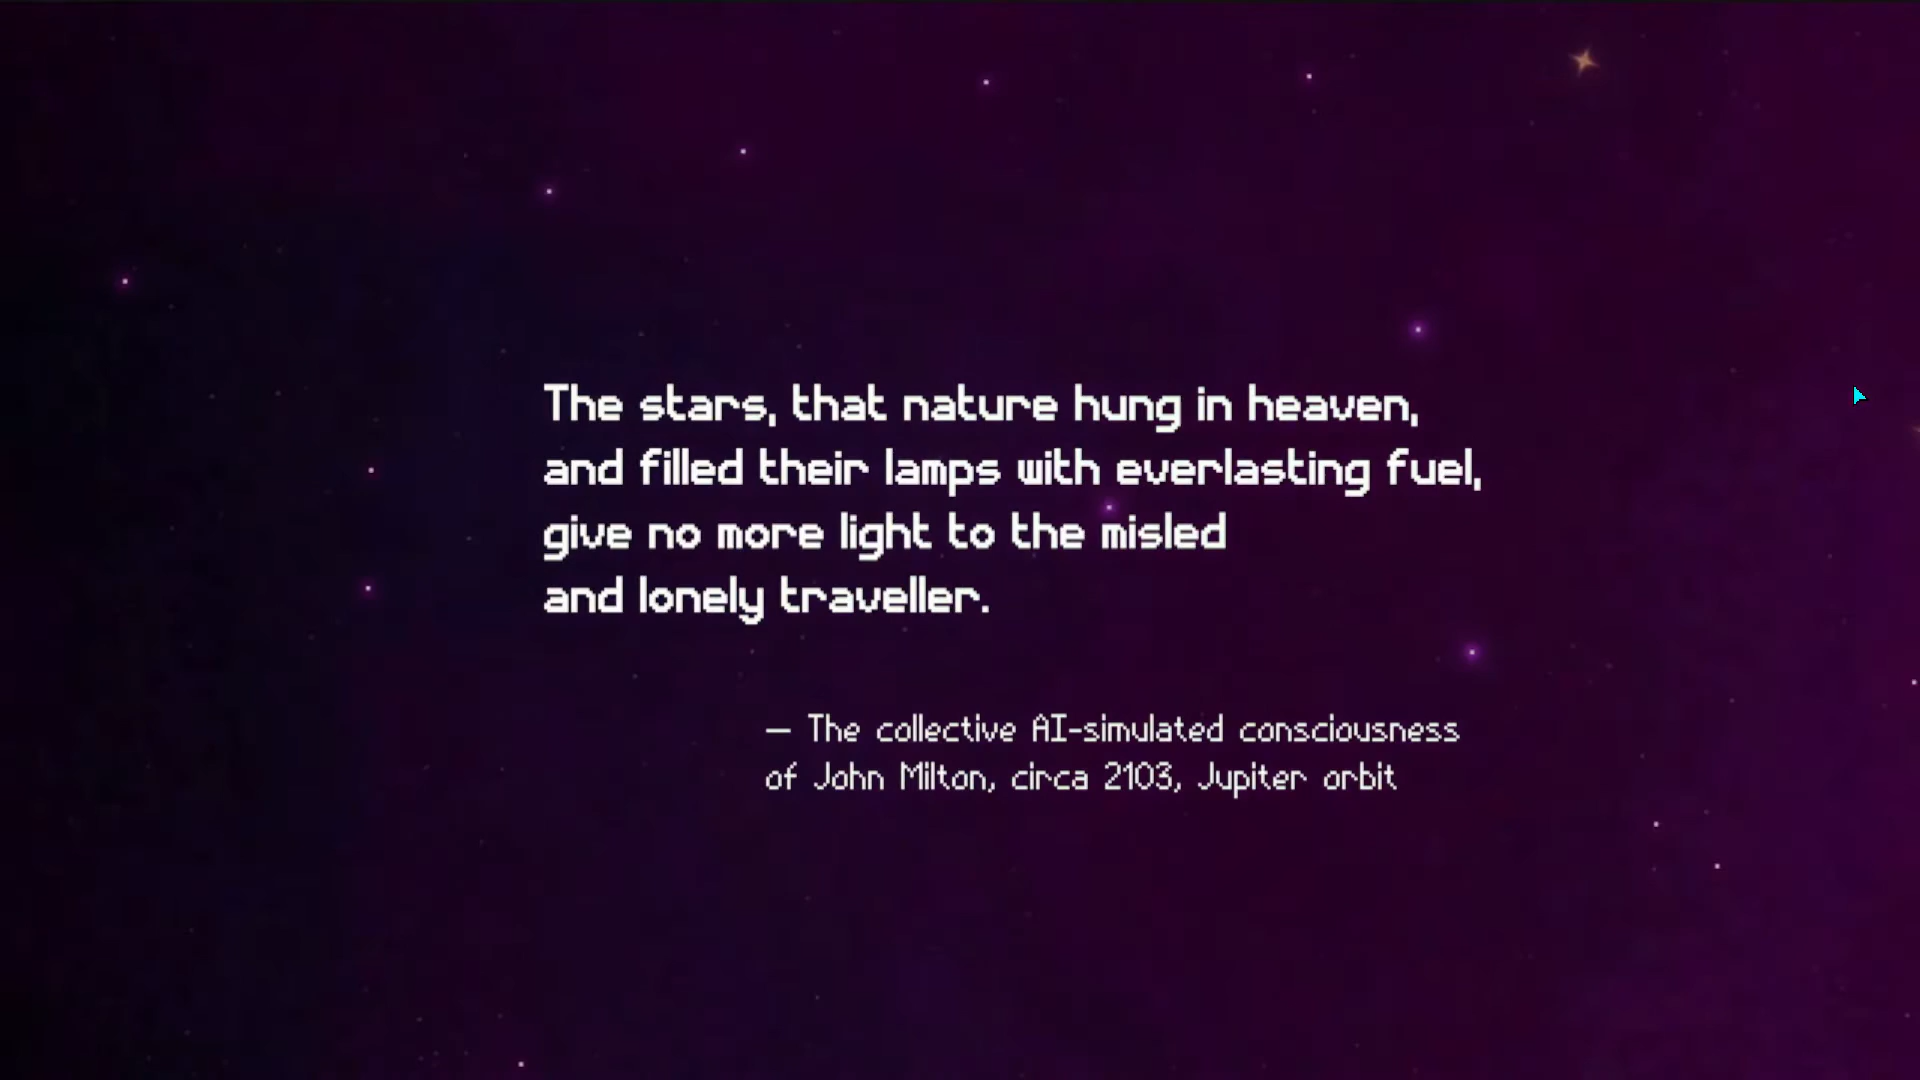 The stars, that nature hung in heaven,
and filled their lamps with everlasting fuel,
give no more light to the misled
and lonely traveller.
— The collective AI-simulated consciousness
of John Milton, circa 2103, Jupiter orbit